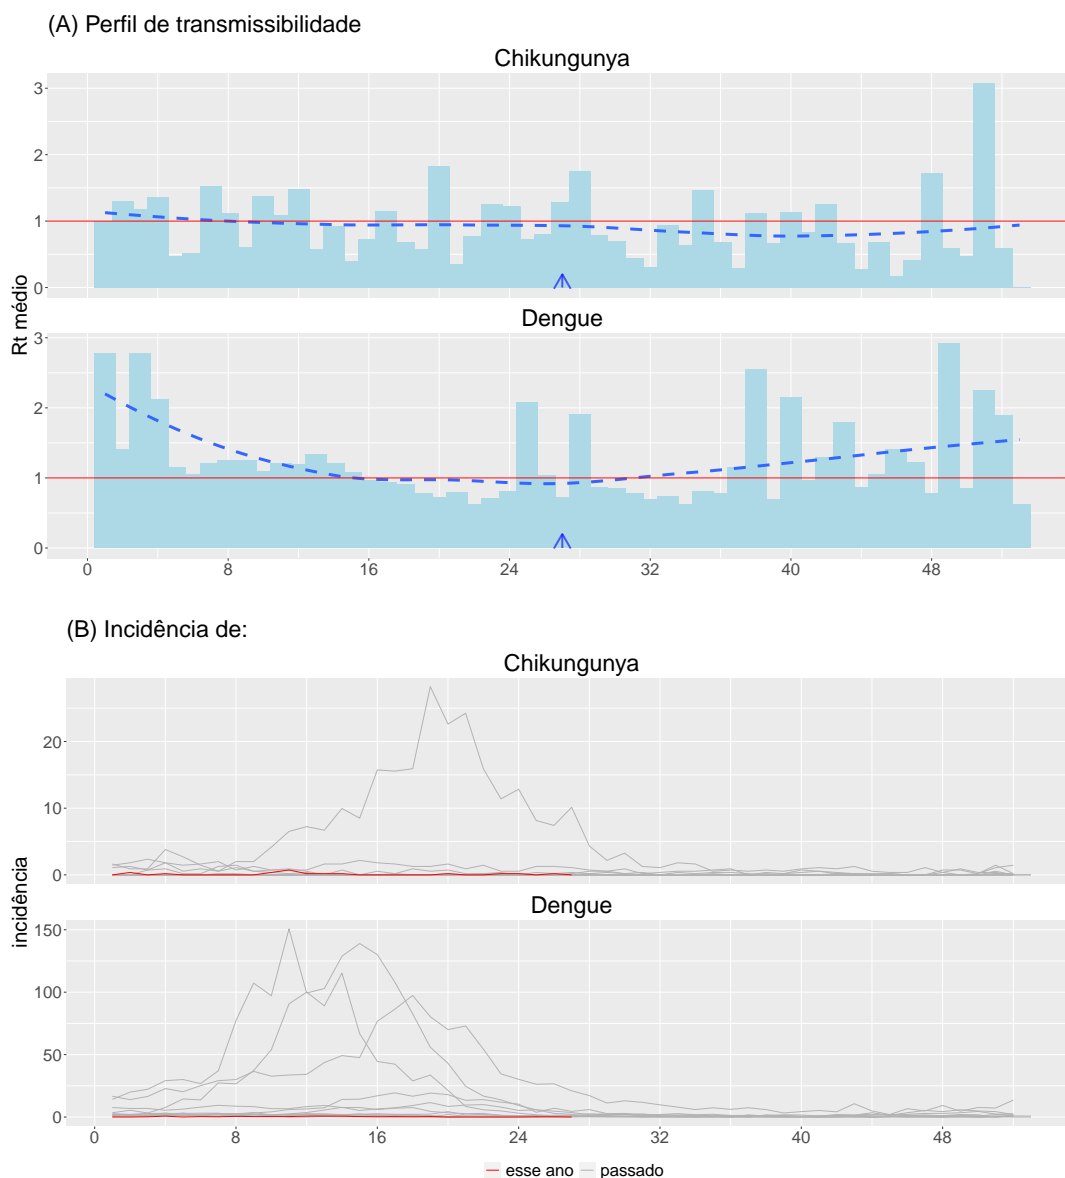 (A) Perfil de transmissibilidade
Chikungunya
3
2
1
0
Rt médio
Dengue
3
2
1
0
0 8 16 24 32 40 48
(B) Incidência de:
Chikungunya
20
10
0
incidência
Dengue
150
100
50
0
0 8 16 24 32 40 48
esse ano passado